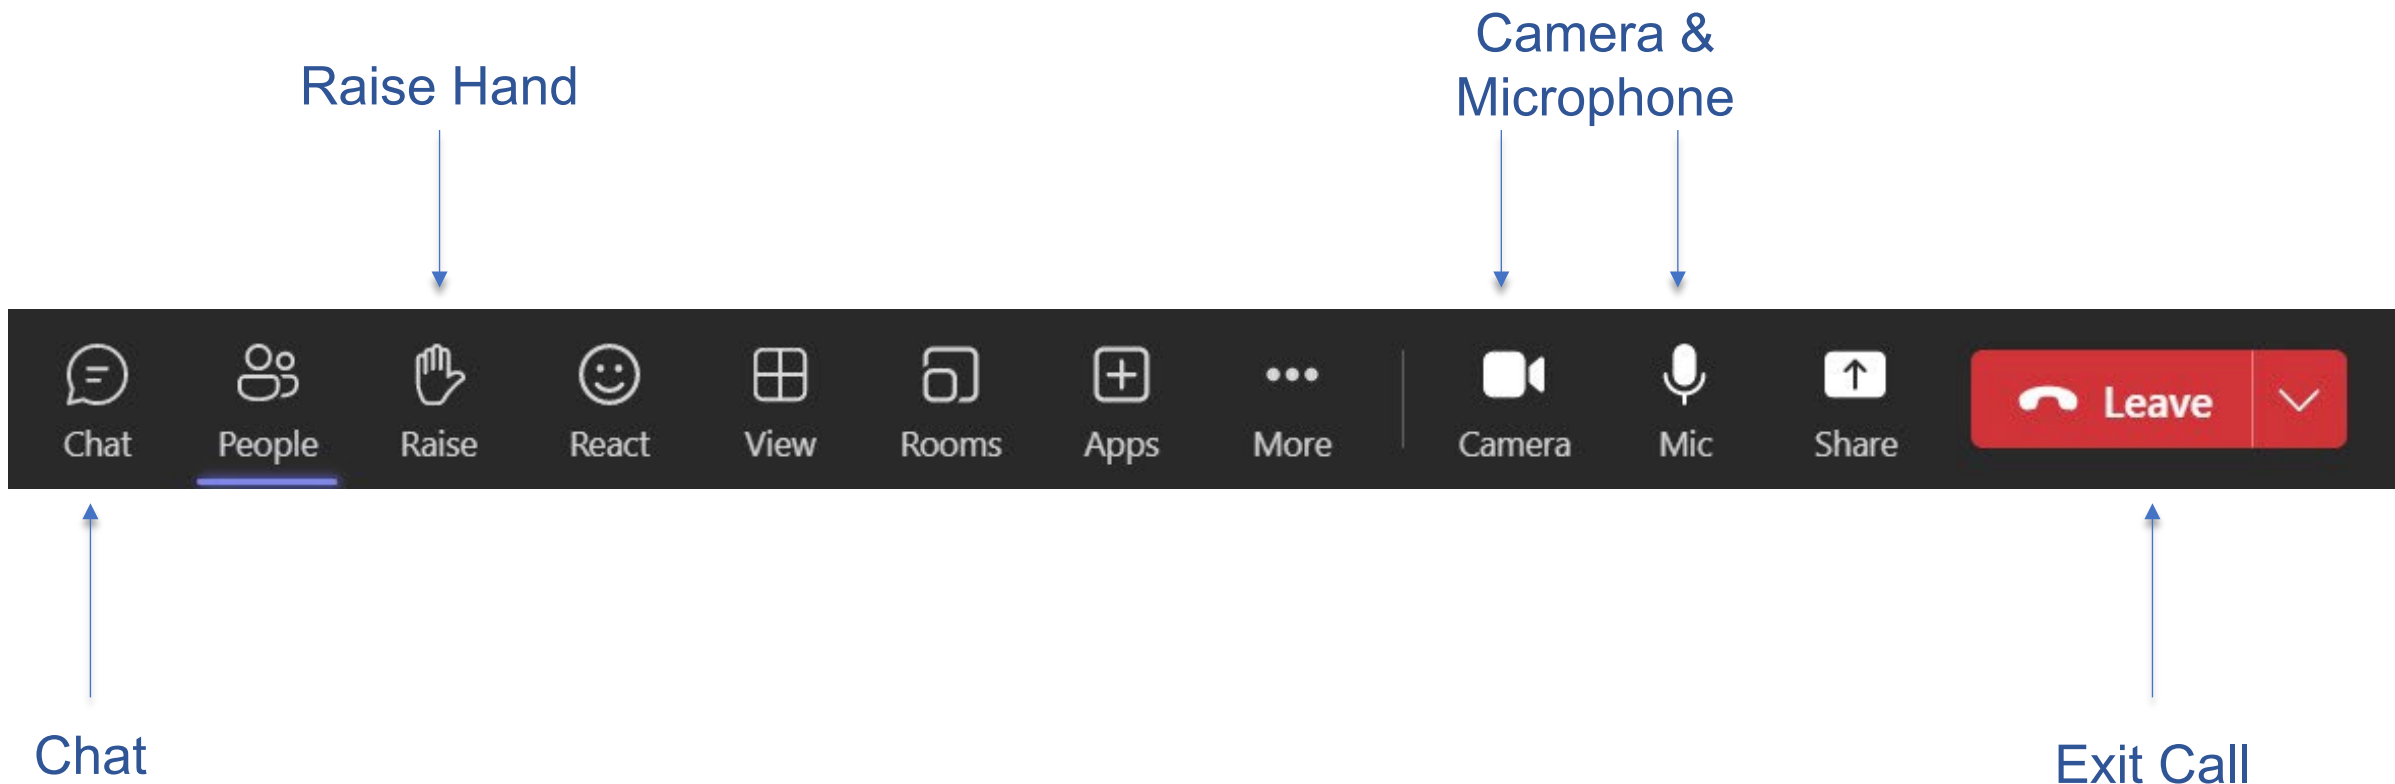 Camera &
Microphone
Raise Hand
Chat People Raise React View Rooms Apps More Camera Mic Share Leave
Chat
Exit Call